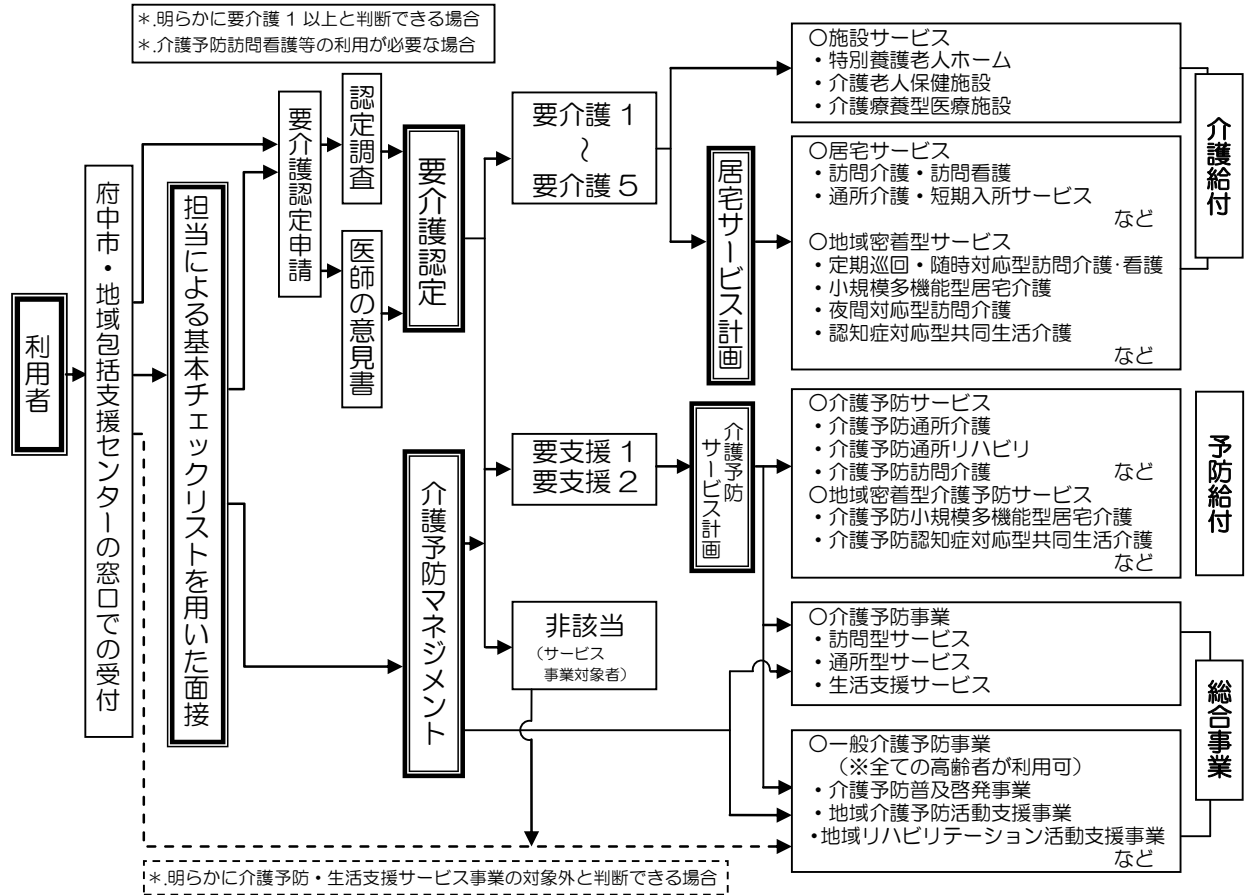 *.明らかに要介護1以上と判断できる場合
*.介護予防訪問看護等の利用が必要な場合
利用者
府中市・地域包括支援センターの窓口での受付
担当による基本チェックリストを用いた面接
要介護認定申請
認定調査
医師の意見書
要介護認定
介護予防マネジメント
要介護1
~
要介護5
要支援1
要支援2
非該当
(サービス
事業対象者)
居宅サービス計画
介護予防
サービス計画
○施設サービス
・特別養護老人ホーム
・介護老人保健施設
・介護療養型医療施設
○居宅サービス
・訪問介護・訪問看護
・通所介護・短期入所サービス
など
○地域密着型サービス
・定期巡回・随時対応型訪問介護・看護
・小規模多機能型居宅介護
・夜間対応型訪問介護
・認知症対応型共同生活介護
など
介護給付
○介護予防サービス
・介護予防通所介護
・介護予防通所リハビリ
・介護予防訪問介護 など
○地域密着型介護予防サービス
・介護予防小規模多機能型居宅介護
・介護予防認知症対応型共同生活介護
など
予防給付
○介護予防事業
・訪問型サービス
・通所型サービス
・生活支援サービス
○一般介護予防事業
(※全ての高齢者が利用可)
・介護予防普及啓発事業
・地域介護予防活動支援事業
・地域リハビリテーション活動支援事業
など
総合事業
*.明らかに介護予防・生活支援サービス事業の対象外と判断できる場合